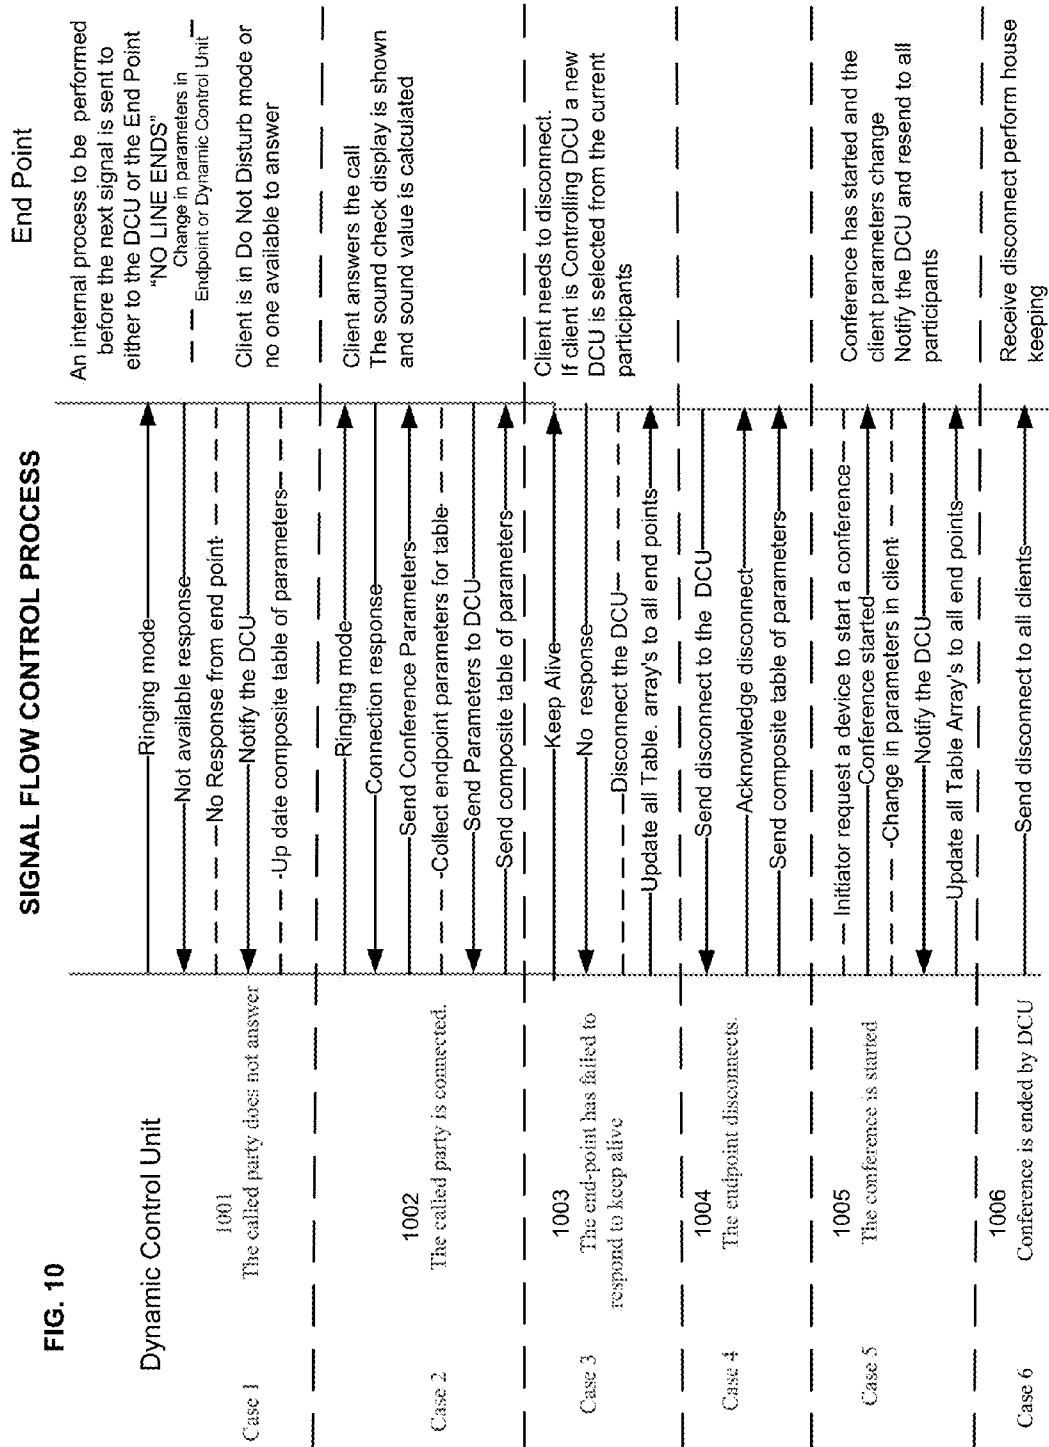 FIG. 10
SIGNAL FLOW CONTROL PROCESS
Dynamic Control Unit
End Point
An internal process to be performed
before the next signal is sent to
either to the DCU or the End Point
"NO LINE ENDS"
Change in parameters in
Endpoint or Dynamic Control Unit
Case 1
1001
The called party does not answer
Ringing mode
Not available response
No Response from end point
Notify the DCU
Up date composite table of parameters
Client is in Do Not Disturb mode or
no one available to answer
Case 2
1002
The called party is connected.
Ringing mode
Connection response
Send Conference Parameters
Collect endpoint parameters for table
Send Parameters to DCU
Send composite table of parameters
Client answers the call
The sound check display is shown
and sound value is calculated
Case 3
1003
The end-point has failed to
respond to keep alive
Keep Alive
No response
Disconnect the DCU
Update all Table. array's to all end points
Client needs to disconnect.
If client is Controlling DCU a new
DCU is selected from the current
participants
Case 4
1004
The endpoint disconnects.
Send disconnect to the DCU
Acknowledge disconnect
Send composite table of parameters
Case 5
1005
The conference is started
Initiator request a device to start a conference
Conference started
Change in parameters in client
Notify the DCU
Update all Table Array's to all end points
Conference has started and the
client parameters change
Notify the DCU and resend to all
participants
Case 6
1006
Conference is ended by DCU
Send disconnect to all clients
Receive disconnect perform house
keeping